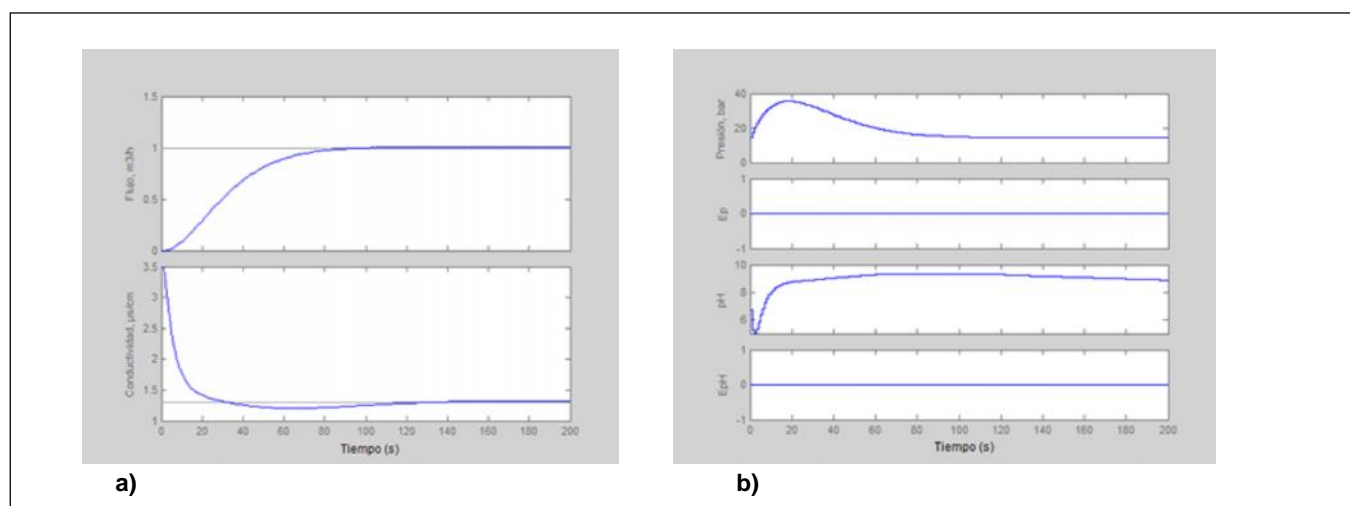 1.5
1
0.5
0
Flujo, m3/h
3.5
3
2.5
2
1.5
1
Conductividad, µs/cm
0 20 40 60 80 100 120 140 160 180 200
Tiempo (s)
a)
40
20
0
Presión, bar
1
0
-1
Ep
10
8
6
pH
1
0
-1
EpH
0 20 40 60 80 100 120 140 160 180 200
Tiempo (s)
b)